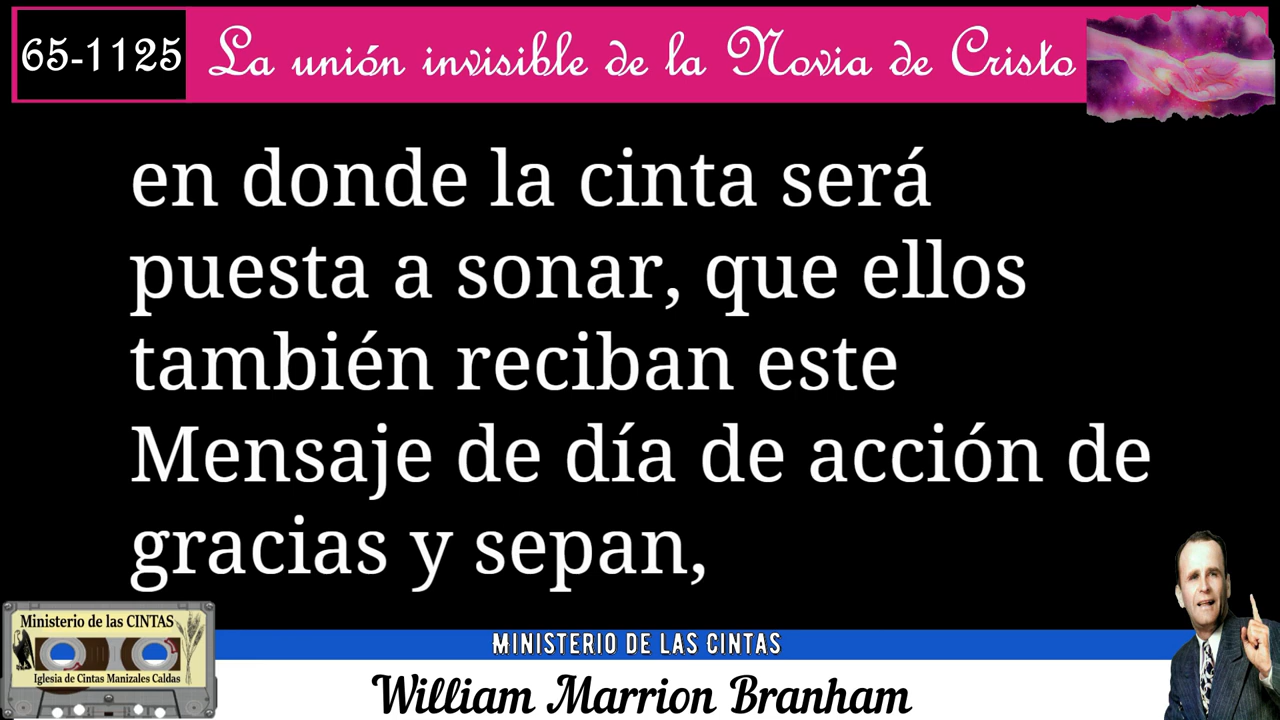 65-1125 La unión invisible de la Novia de Cristo
en donde la cinta será
puesta a sonar, que ellos
también reciban este
Mensaje de día de acción de
gracias y sepan,
Ministerio de las CINTAS
Iglesia de Cintas Manizales Caldas
MINISTERIO DE LAS CINTAS
William Marrion Branham